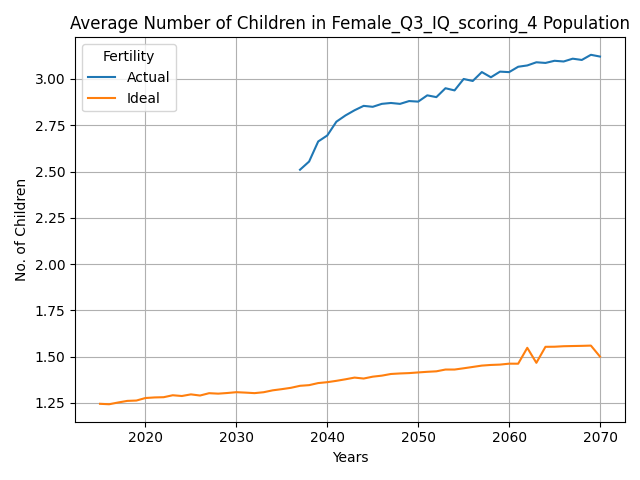 Average Number of Children in Female_Q3_IQ_scoring_4 Population
Fertility
Actual
Ideal
3.00
2.75
2.50
2.25
2.00
1.75
1.50
1.25
No. of Children
2020
2030
2040
2050
2060
2070
Years